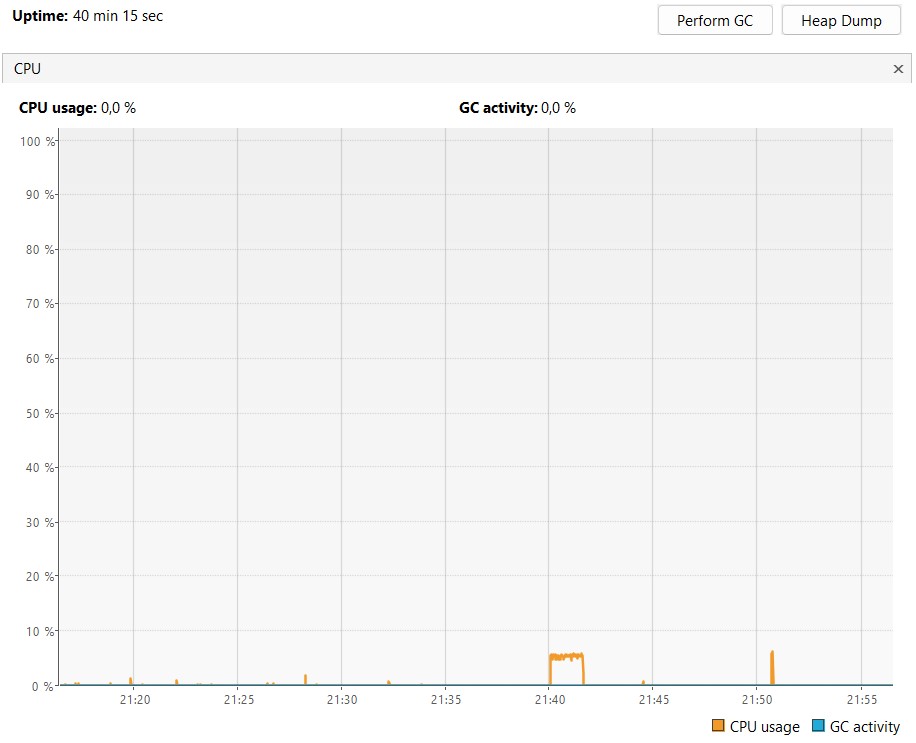 Uptime: 40 min 15 sec
Perform GC
Heap Dump
CPU
CPU usage: 0,0 %
GC activity: 0,0 %
100 %
90 %
80 %
70 %
60 %
50 %
40 %
30 %
20 %
10 %
0 %
21:20
21:25
21:30
21:35
21:40
21:45
21:50
21:55
CPU usage
GC activity